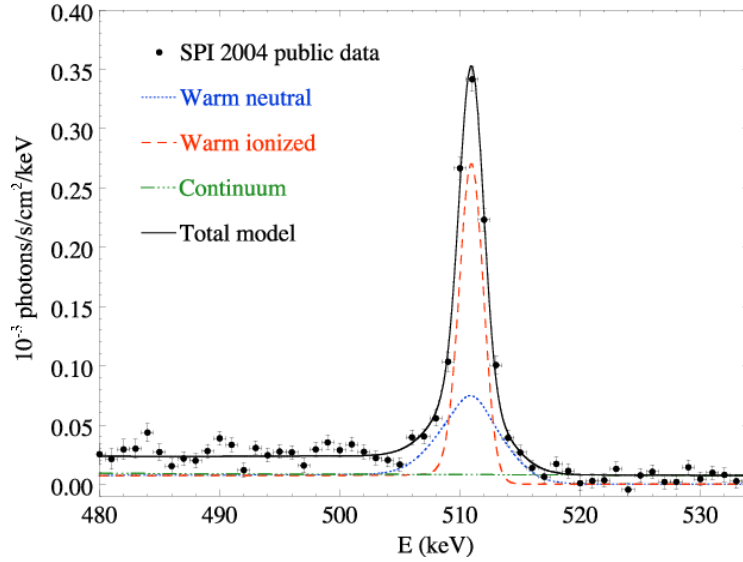 0.40
0.35
0.30
0.25
0.20
0.15
0.10
0.05
0.00
10⁻³ photons/s/cm²/keV
SPI 2004 public data
Warm neutral
Warm ionized
Continuum
Total model
480
490
500
510
520
530
E (keV)